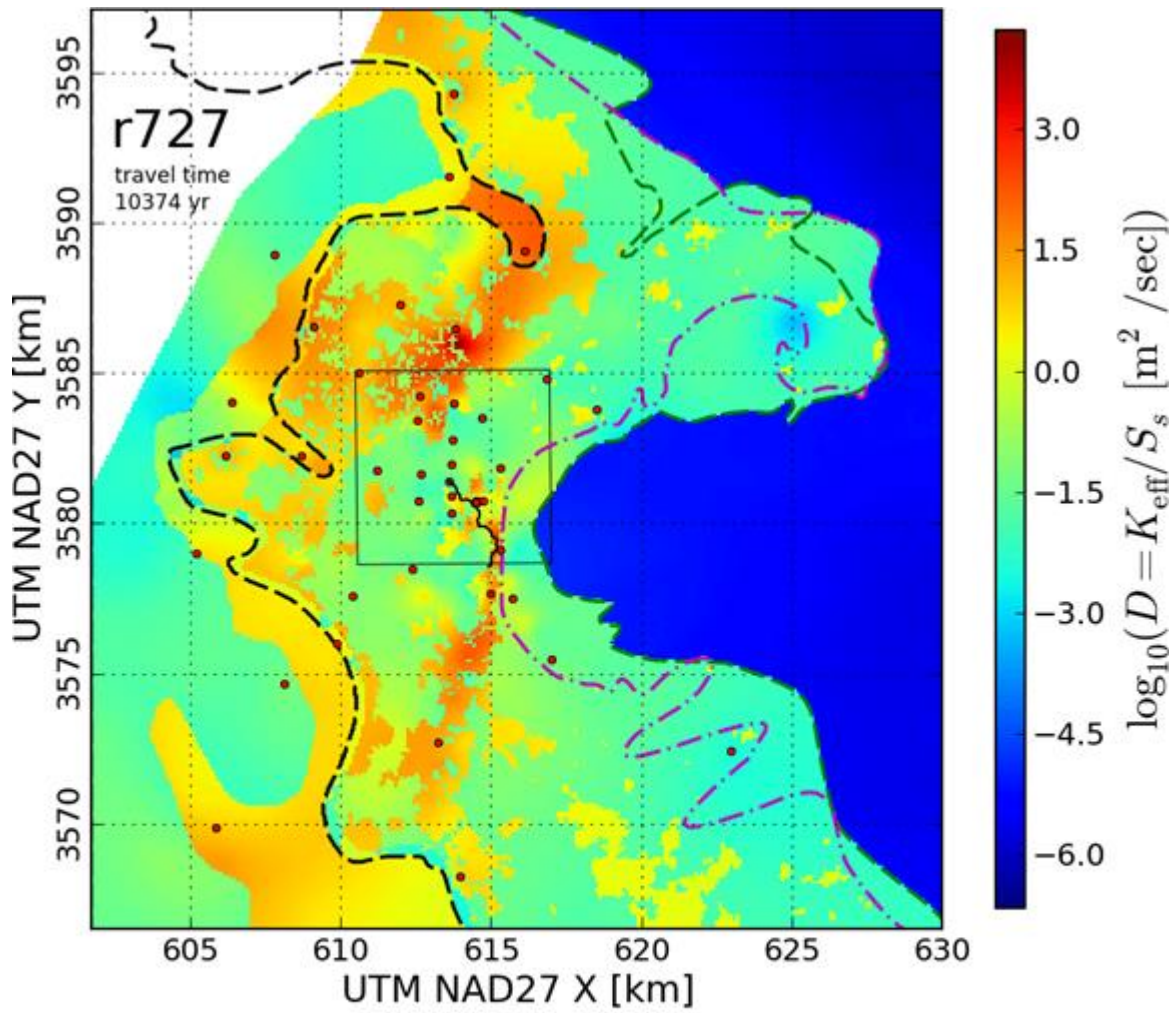 r727
travel time
10374 yr
3595
3590
3585
3580
3575
3570
UTM NAD27 Y [km]
605 610 615 620 625 630
UTM NAD27 X [km]
3.0
1.5
0.0
−1.5
−3.0
−4.5
−6.0
log₁₀(D = K_eff/S_s [m²/sec])